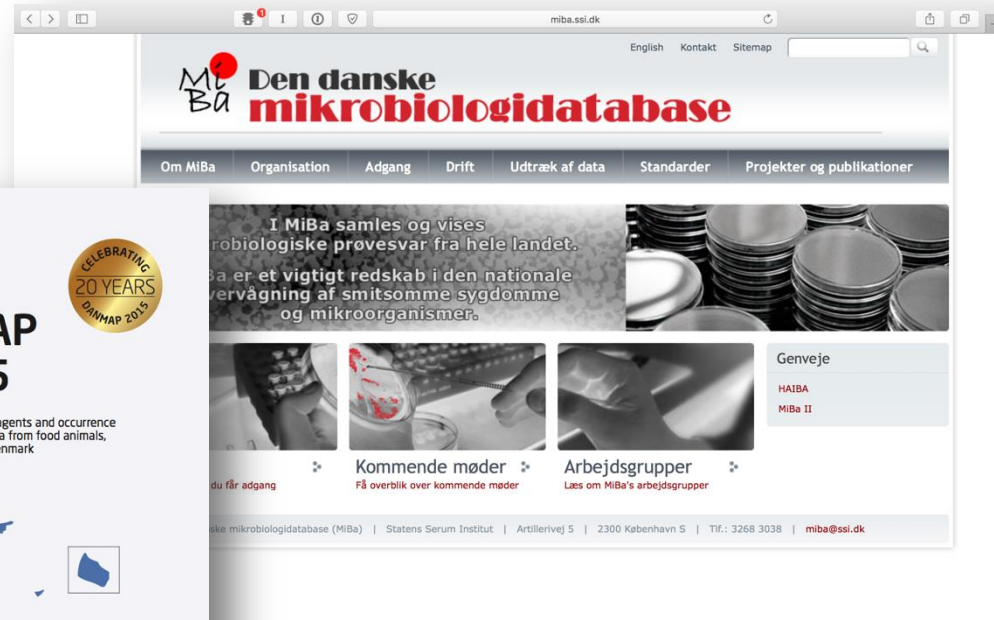 miba.ssi.dk
English Kontakt Sitemap
MiBa
Den danske
mikrobiologidatabase
Om MiBa Organisation Adgang Drift Udtræk af data Standarder Projekter og publikationer
I MiBa samles og vises
robiologiske prøvesvar fra hele landet.
Ba er et vigtigt redskab i den nationale
vervågning af smitsomme sygdomme
og mikroorganismer.
Genveje
HAIBA
MiBa II
Kommende møder
Arbejdsgrupper
du får adgang
Få overblik over kommende møder
Læs om MiBa's arbejdsgrupper
ske mikrobiologidatabase (MiBa) | Statens Serum Institut | Artillerivej 5 | 2300 København S | Tlf.: 3268 3038 | miba@ssi.dk
CELEBRATING
20 YEARS
DANMAP 2015
AP
5
gents and occurrence
a from food animals,
enmark